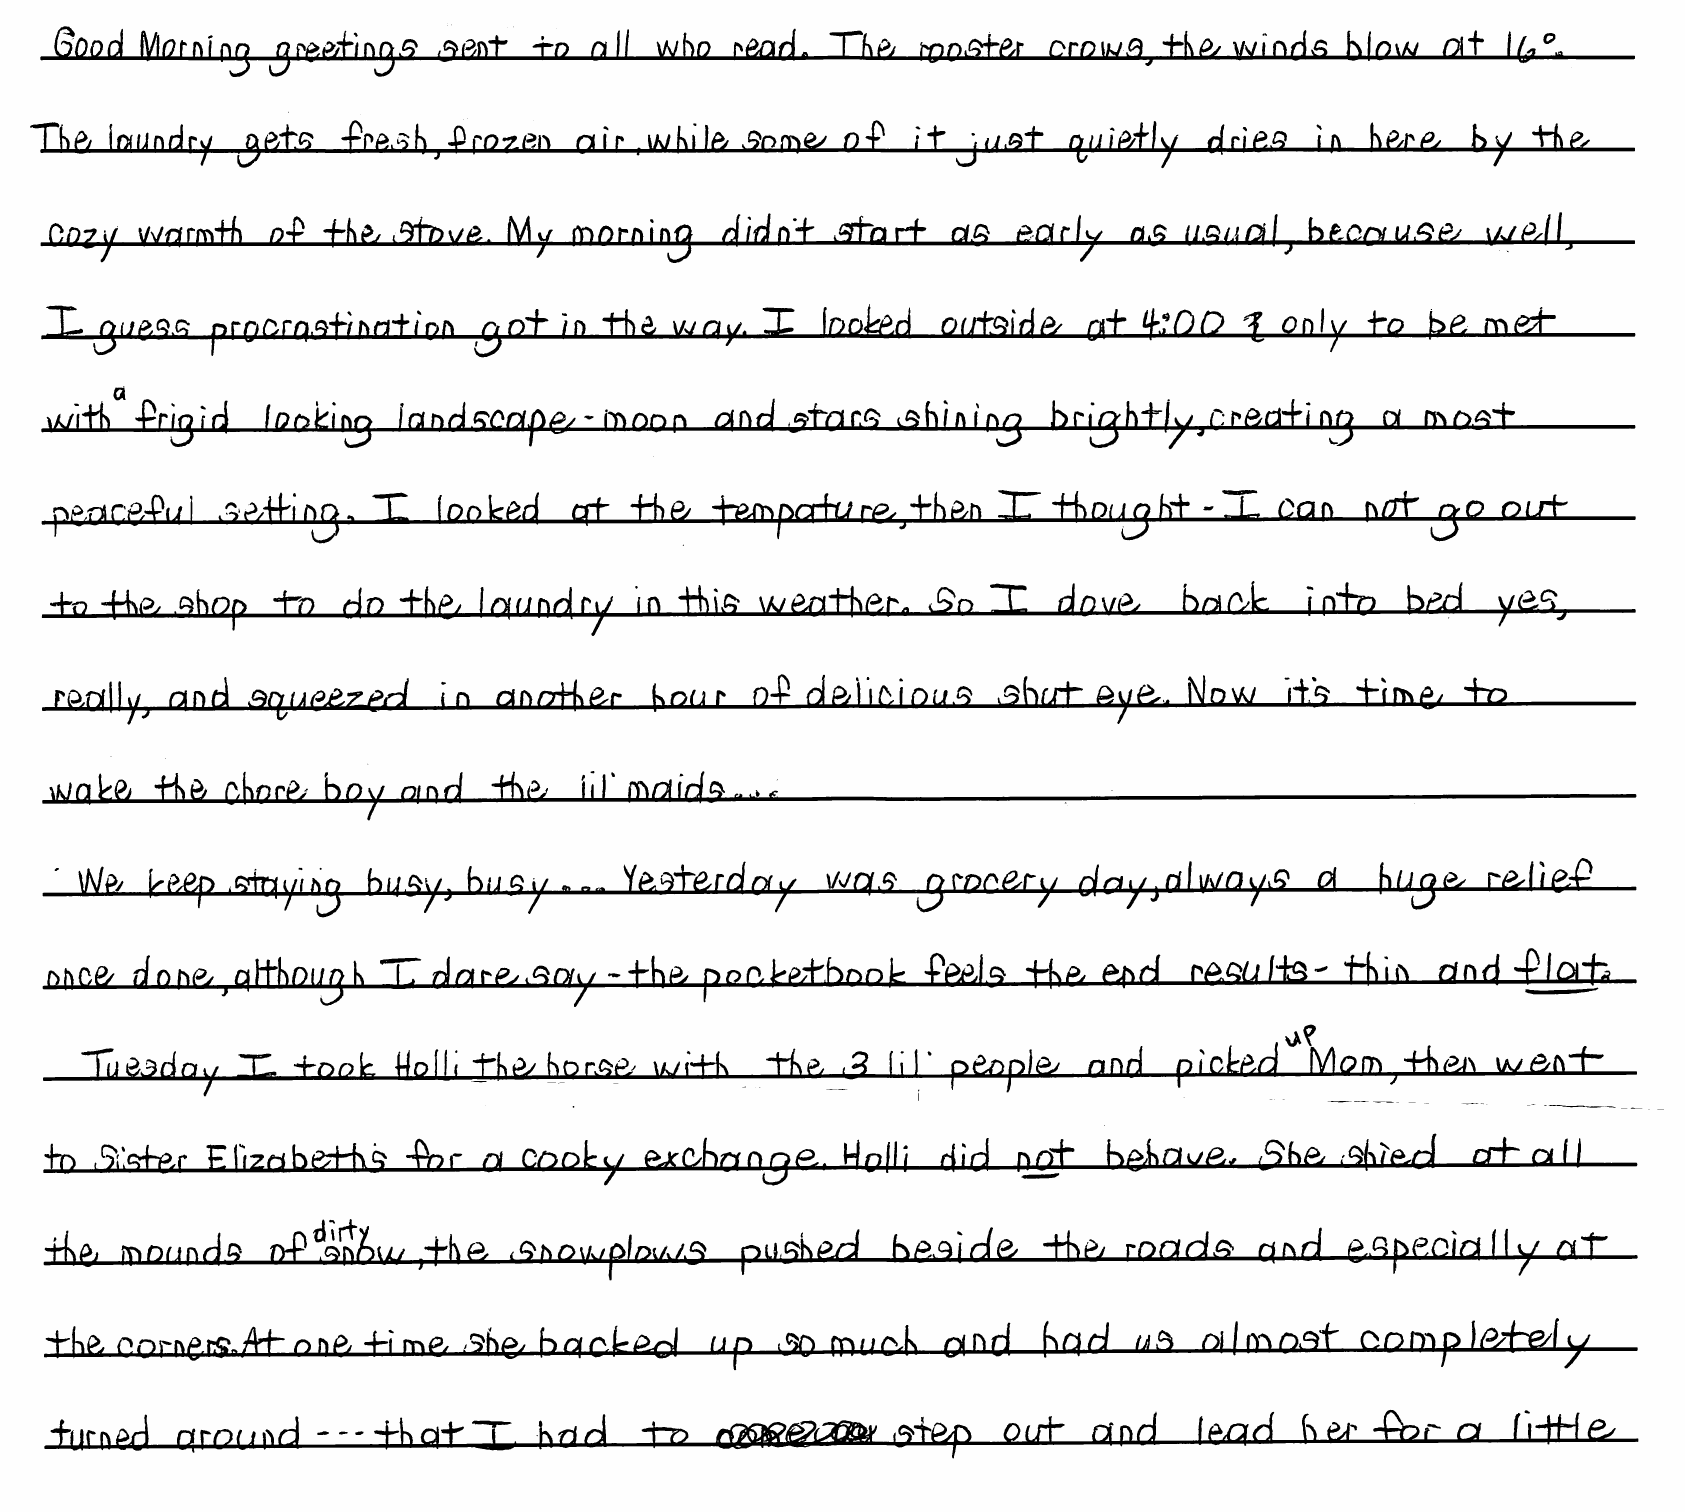 Good Morning greetings sent to all who read. The rooster crows, the winds blow at 16°.
The laundry gets fresh, frozen air, while some of it just quietly dries in here by the
cozy warmth of the stove. My morning didn't start as early as usual, because well,
I guess procrastination got in the way. I looked outside at 4:00 & only to be met
with a frigid looking landscape - moon and stars shining brightly, creating a most
peaceful setting. I looked at the tempature, then I thought - I can not go out
to the shop to do the laundry in this weather. So I dove back into bed yes,
really, and squeezed in another hour of delicious shut eye. Now it's time to
wake the chore boy and the lil' maids...
We keep staying busy, busy.... Yesterday was grocery day, always a huge relief
once done, although I dare say - the pocketbook feels the end results - thin and flat.
Tuesday I took Holli the horse with the 3 lil' people and picked up Mom, then went
to Sister Elizabeth's for a cooky exchange. Holli did not behave. She shied at all
the mounds of dirty snow, the snowplows pushed beside the roads and especially at
the corners. At one time she backed up so much and had us almost completely
turned around --- that I had to step out and lead her for a little